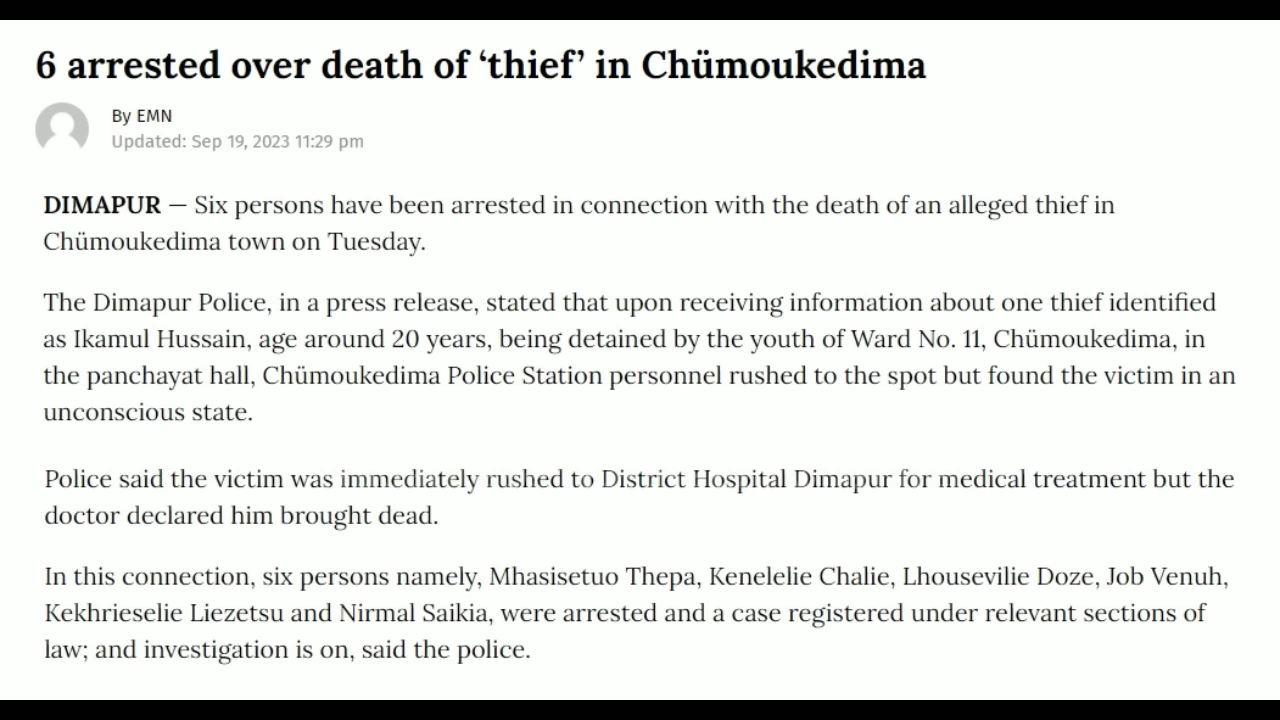 6 arrested over death of ‘thief’ in Chümoukedima
By EMN
Updated: Sep 19, 2023 11:29 pm
DIMAPUR — Six persons have been arrested in connection with the death of an alleged thief in
Chümoukedima town on Tuesday.
The Dimapur Police, in a press release, stated that upon receiving information about one thief identified
as Ikamul Hussain, age around 20 years, being detained by the youth of Ward No. 11, Chümoukedima, in
the panchayat hall, Chümoukedima Police Station personnel rushed to the spot but found the victim in an
unconscious state.
Police said the victim was immediately rushed to District Hospital Dimapur for medical treatment but the
doctor declared him brought dead.
In this connection, six persons namely, Mhasisetuo Thepa, Kenelelie Chalie, Lhousevilie Doze, Job Venuh,
Kekhrieselie Liezetsu and Nirmal Saikia, were arrested and a case registered under relevant sections of
law; and investigation is on, said the police.